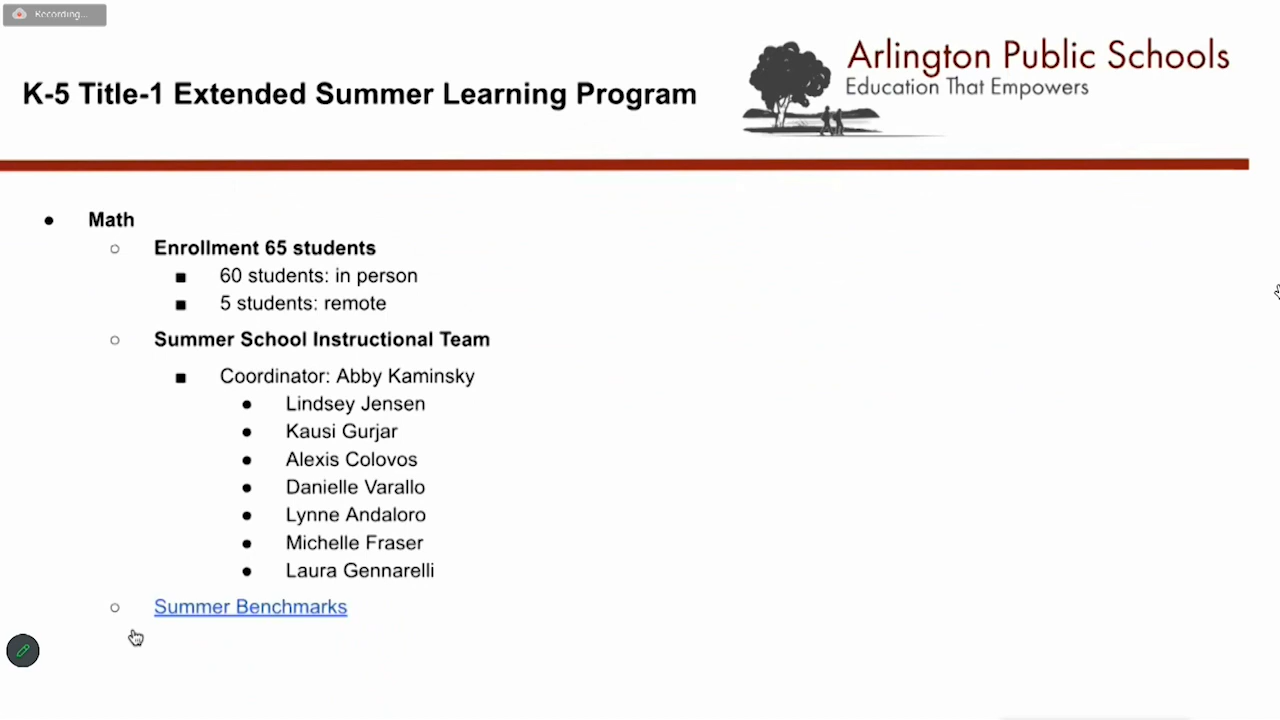 Recording...
Arlington Public Schools
Education That Empowers
K-5 Title-1 Extended Summer Learning Program
● Math
○ Enrollment 65 students
■ 60 students: in person
■ 5 students: remote
○ Summer School Instructional Team
■ Coordinator: Abby Kaminsky
● Lindsey Jensen
● Kausi Gurjar
● Alexis Colovos
● Danielle Varallo
● Lynne Andaloro
● Michelle Fraser
● Laura Gennarelli
○ Summer Benchmarks